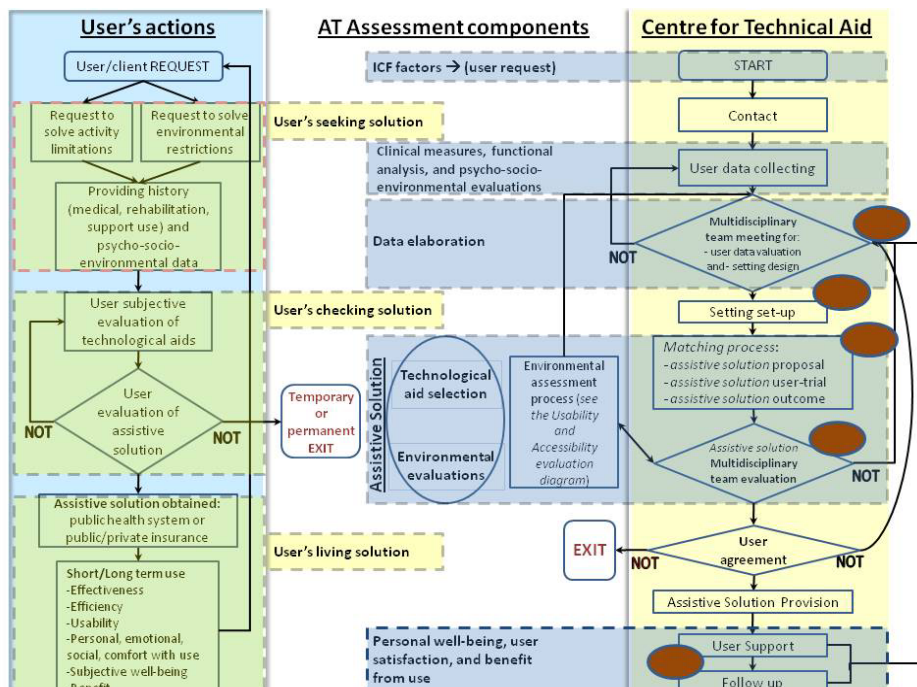 User's actions
User/client REQUEST
Request to
solve activity
limitations
Request to solve
environmental
restrictions
Providing history
(medical, rehabilitation,
support use) and
psycho-socio-
environmental data
User subjective
evaluation of
technological aids
User
evaluation of
assistive
solution
NOT
NOT
Assistive solution obtained:
public health system or
public/private insurance
Short/Long term use
-Effectiveness
-Efficiency
-Usability
-Personal, emotional,
social, comfort with use
-Subjective well-being
-Benefit
AT Assessment components
ICF factors → (user request)
User's seeking solution
Clinical measures, functional
analysis, and psycho-socio-
environmental evaluations
Data elaboration
User's checking solution
Temporary
or
permanent
EXIT
Assistive Solution
Technological
aid selection
Environmental
evaluations
Environmental
assessment
process (see
the Usability
and
Accessibility
evaluation
diagram)
User's living solution
EXIT
Personal well-being, user
satisfaction, and benefit
from use
Centre for Technical Aid
START
Contact
User data collecting
Multidisciplinary
team meeting for:
- user data valuation
and - setting design
NOT
Setting set-up
Matching process:
-assistive solution proposal
-assistive solution user-trial
-assistive solution outcome
Assistive solution
Multidisciplinary
team evaluation
NOT
User
agreement
NOT
NOT
Assistive Solution Provision
User Support
Follow up